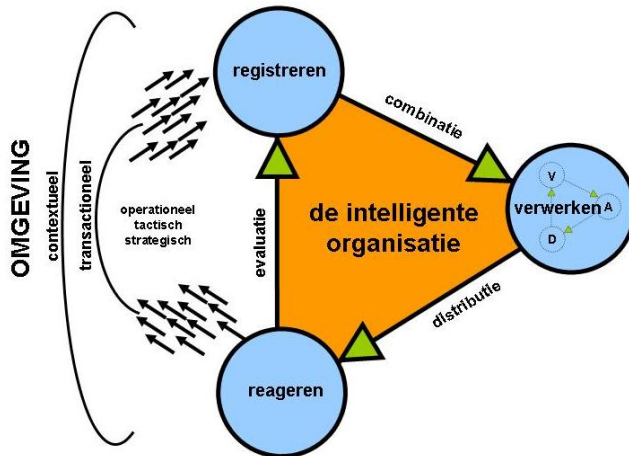 OMGEVING
contextueel
transactioneel
operationeel
tactisch
strategisch
registreren
combinatie
verwerken
V
A
D
de intelligente
organisatie
evaluatie
distributie
reageren